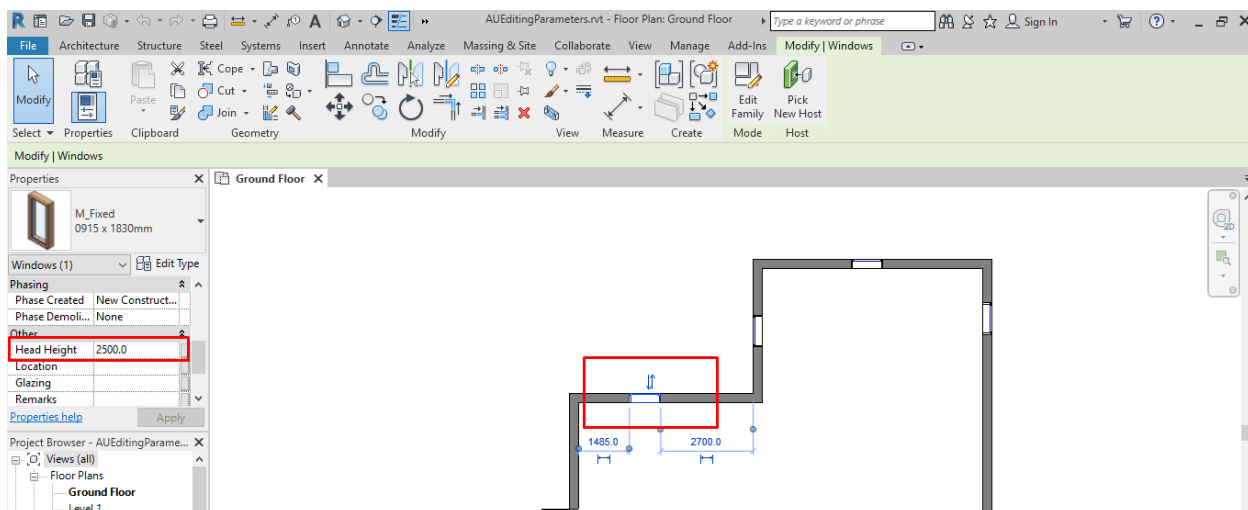 AUEditingParameters.rvt - Floor Plan: Ground Floor
Type a keyword or phrase
Sign In
File Architecture Structure Steel Systems Insert Annotate Analyze Massing & Site Collaborate View Manage Add-Ins Modify | Windows
Modify
Paste
Cope
Cut
Join
Edit Family
Pick New Host
Select Properties Clipboard Geometry Modify View Measure Create Mode Host
Modify | Windows
Properties
Ground Floor
M_Fixed
0915 x 1830mm
2D
Windows (1) Edit Type
Phasing
Phase Created New Construct...
Phase Demoli... None
Other
Head Height 2500.0
Location
Glazing
Remarks
Properties help Apply
1485.0 2700.0
Project Browser - AUEditingParame...
Views (all)
Floor Plans
Ground Floor
Level 1